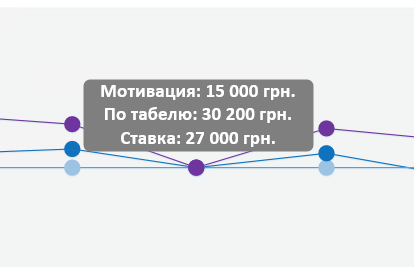 Мотивация: 15 000 грн.
По табелю: 30 200 грн.
Ставка: 27 000 грн.